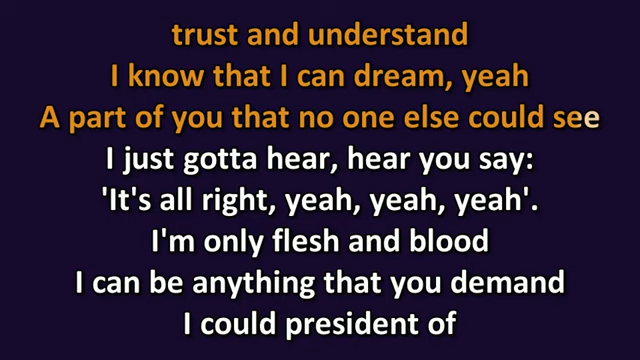 trust and understand
I know that I can dream, yeah
A part of you that no one else could see
I just gotta hear, hear you say:
'It's all right, yeah, yeah, yeah'.
I'm only flesh and blood
I can be anything that you demand
I could president of